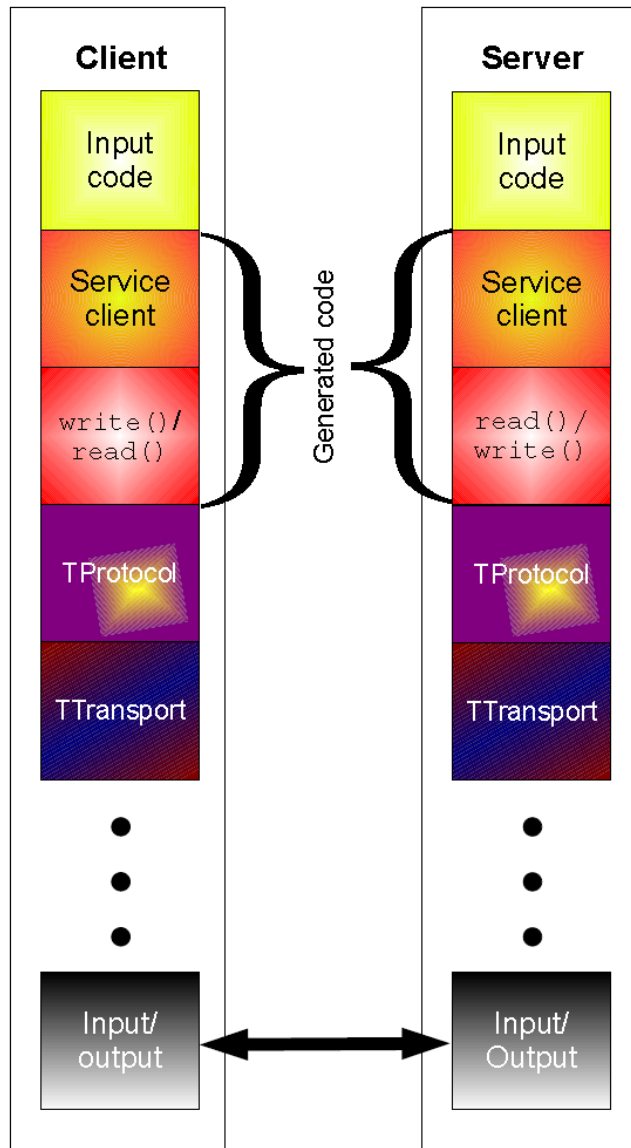 Client
Input
code
Service
client
write()/
read()
TProtocol
TTransport
Input/
output
Generated code
Server
Input
code
Service
client
read()/
write()
TProtocol
TTransport
Input/
Output